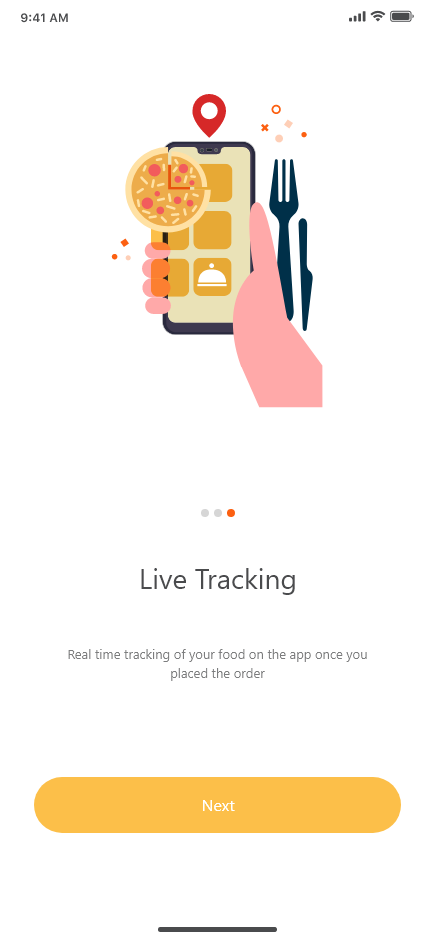 9:41 AM
Live Tracking
Real time tracking of your food on the app once you
placed the order
Next